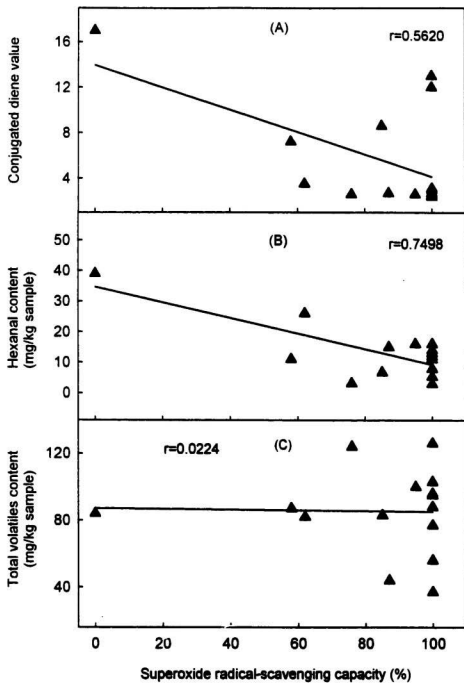 (A)
r=0.5620
Conjugated diene value
16
12
8
4
(B)
r=0.7498
Hexanal content
(mg/kg sample)
50
40
30
20
10
0
(C)
r=0.0224
Total volatiles content
(mg/kg sample)
120
80
40
0 20 40 60 80 100
Superoxide radical-scavenging capacity (%)